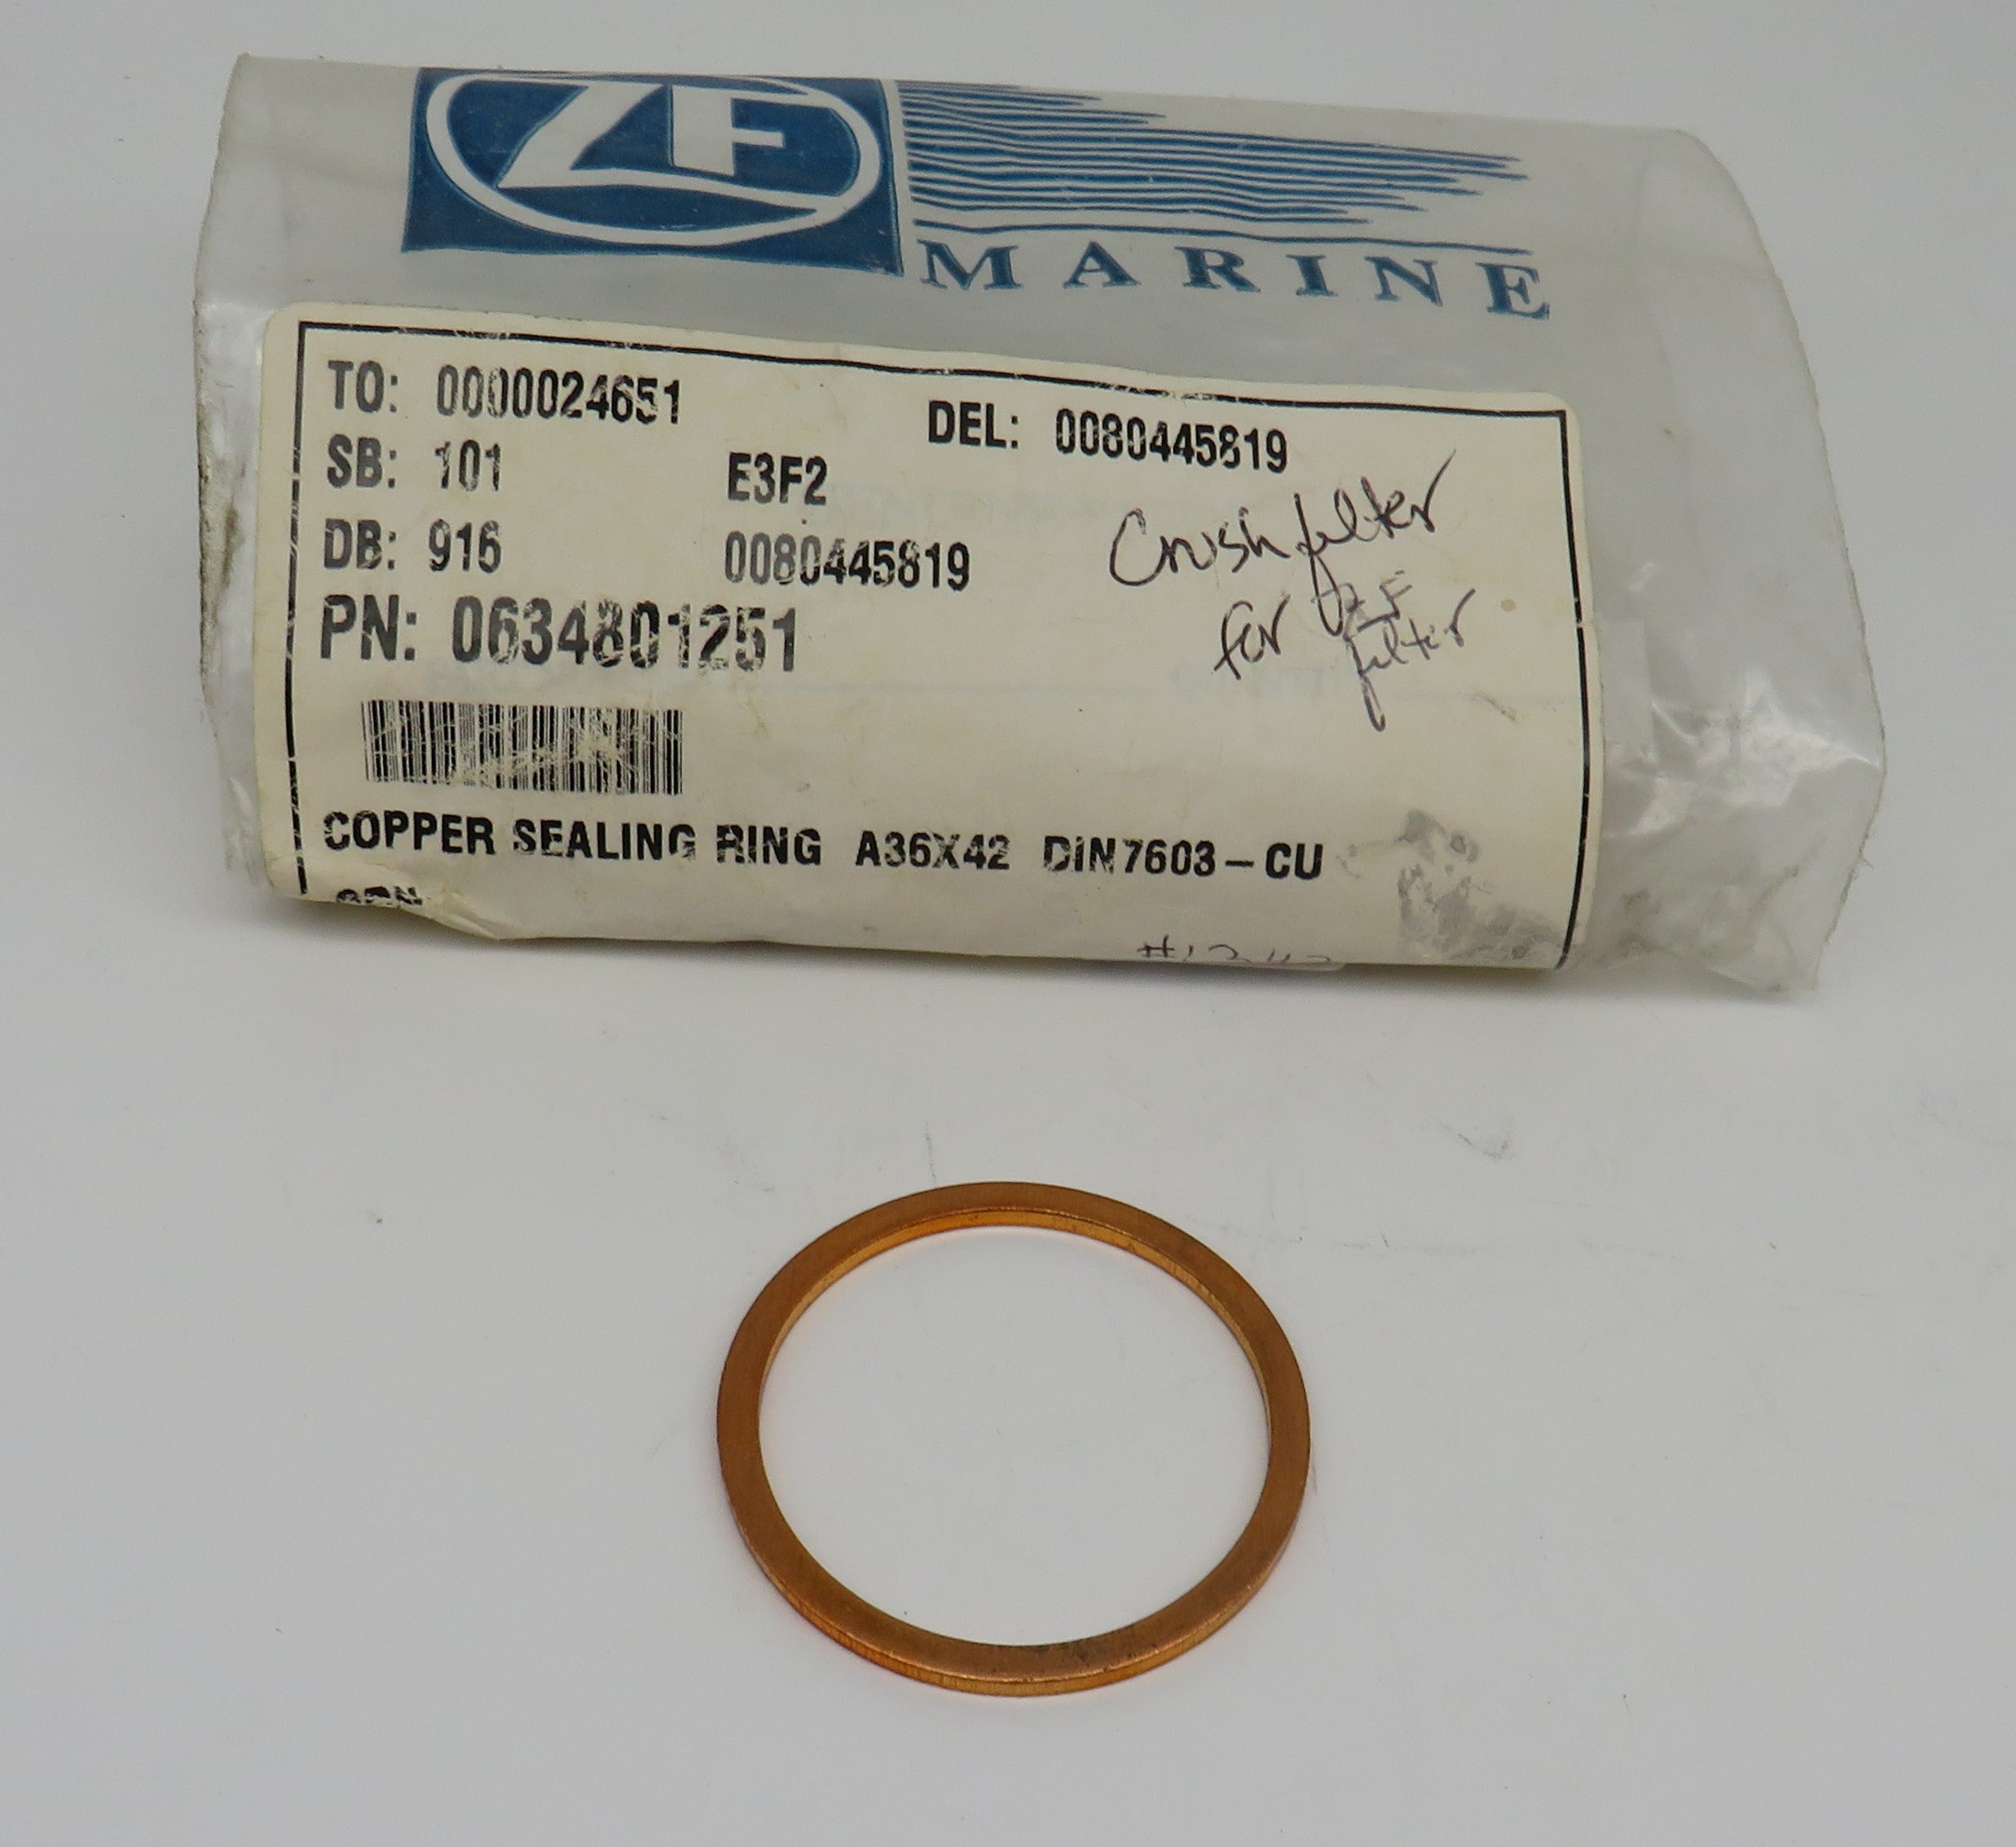 ZF
MARINE
TO: 0000024651 DEL: 0080445819
SB: 101 E3F2
DB: 916 0080445819
Crush filter
for ZF
filter
PN: 0634801251
COPPER SEALING RING A36X42 DIN7603-CU